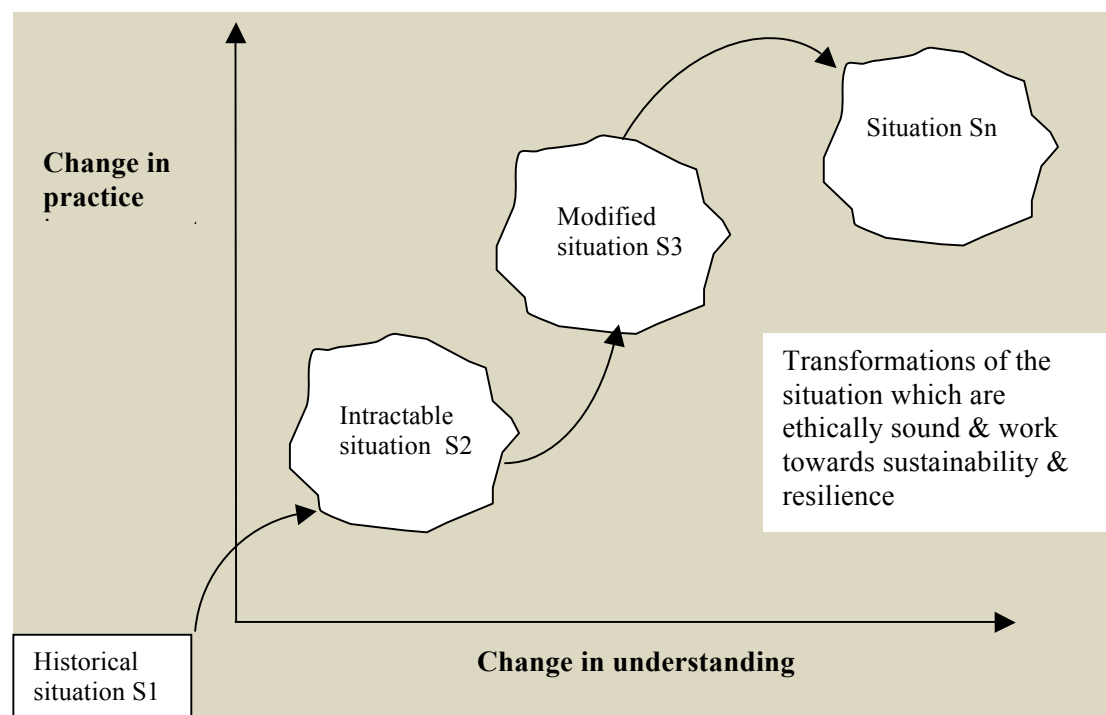 Change in
practice
Situation Sn
Modified
situation S3
Intractable
situation  S2
Transformations of the
situation which are
ethically sound & work
towards sustainability &
resilience
Historical
situation S1
Change in understanding